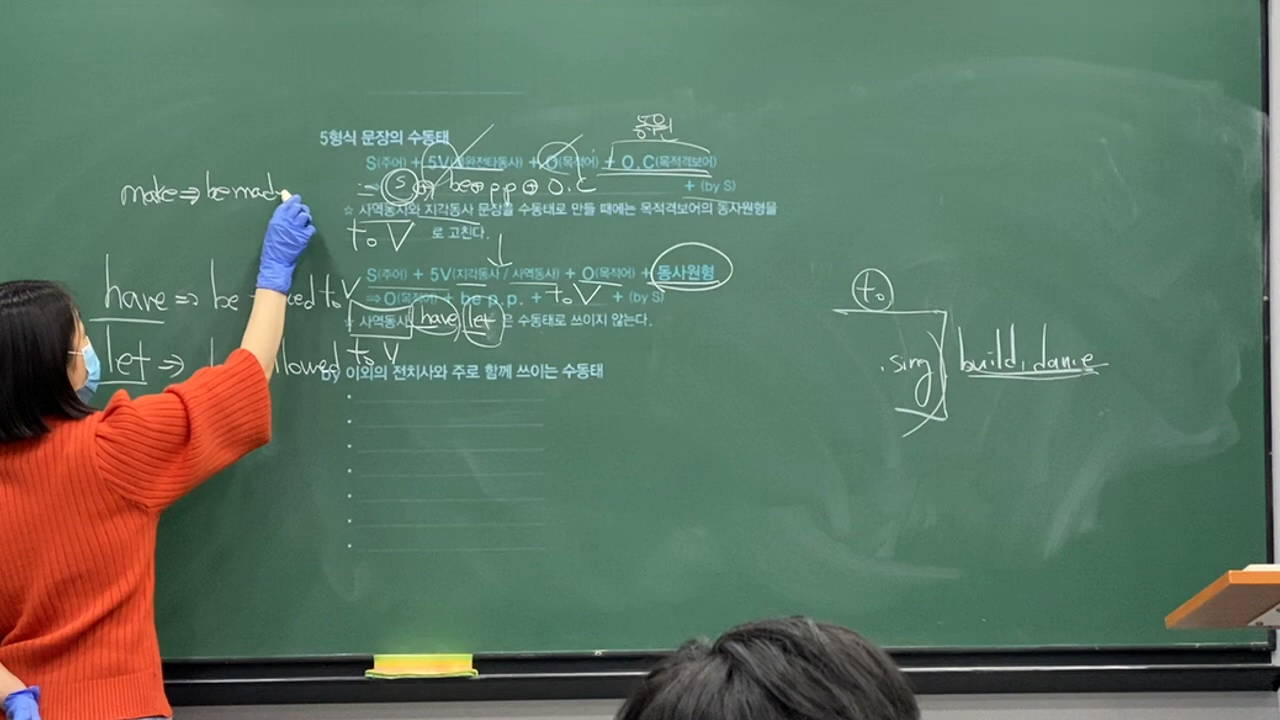 5형식 문장의 수동태
동원
S(주어) + 5V(불완전타동사) + O(목적어) + O.C(목적격보어)
make ⇒ be made
⇒ S be p.p ⊕ O.C + (by S)
☆ 사역동사와 지각동사 문장을 수동태로 만들 때에는 목적격보어의 동사원형을
to V 로 고친다.
S(주어) + 5V(지각동사 / 사역동사) + O(목적어) + 동사원형
have ⇒ be to V
⇒ O(목적어) + be p.p. + to V + (by S)
☆ 사역동사 have, let 은 수동태로 쓰이지 않는다.
let ⇒ to V
by 이외의 전치사와 주로 함께 쓰이는 수동태
to
sing build, dance